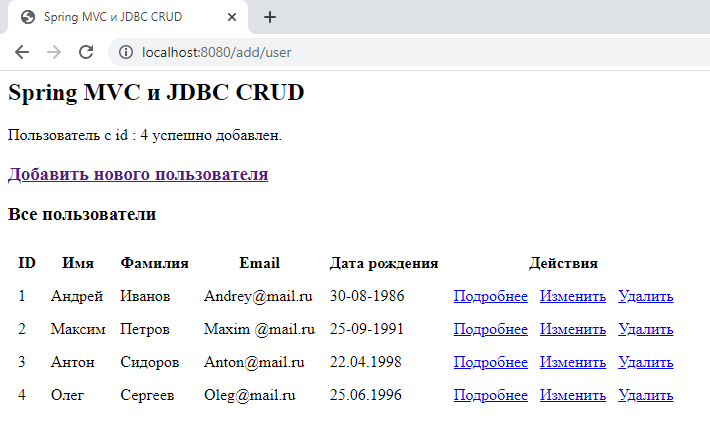 Spring MVC и JDBC CRUD
localhost:8080/add/user
Spring MVC и JDBC CRUD
Пользователь с id : 4 успешно добавлен.
Добавить нового пользователя
Все пользователи
ID Имя Фамилия Email Дата рождения Действия
1 Андрей Иванов Andrey@mail.ru 30-08-1986 Подробнее Изменить Удалить
2 Максим Петров Maxim @mail.ru 25-09-1991 Подробнее Изменить Удалить
3 Антон Сидоров Anton@mail.ru 22.04.1998 Подробнее Изменить Удалить
4 Олег Сергеев Oleg@mail.ru 25.06.1996 Подробнее Изменить Удалить